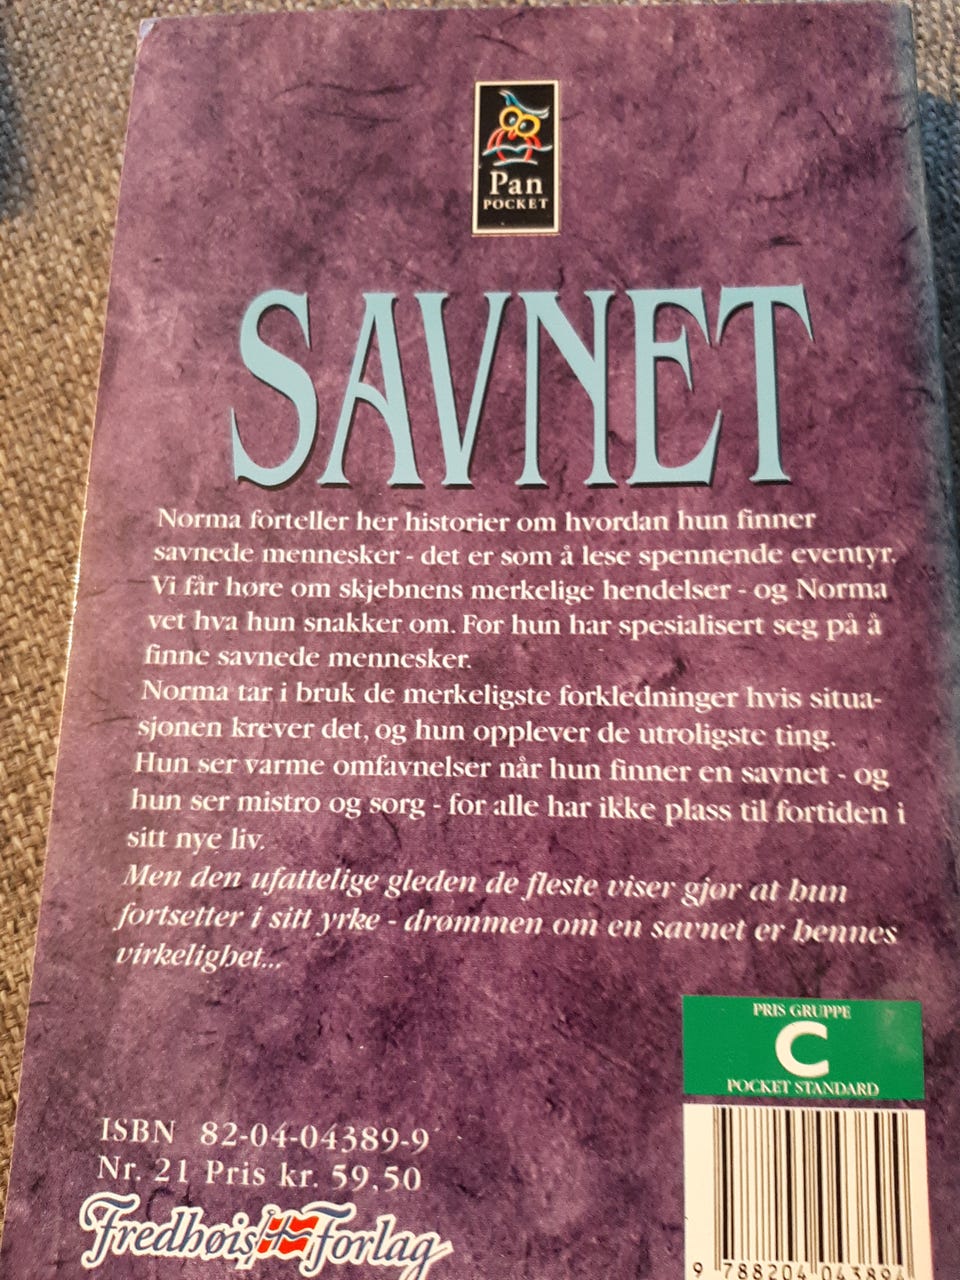 Pan
POCKET
SAVNET
Norma forteller her historier om hvordan hun finner
savnede mennesker - det er som å lese spennende eventyr.
Vi får høre om skjebnens merkelige hendelser - og Norma
vet hva hun snakker om. For hun har spesialisert seg på å
finne savnede mennesker.
Norma tar i bruk de merkeligste forkledninger hvis situa-
sjonen krever det, og hun opplever de utroligste ting.
Hun ser varme omfavnelser når hun finner en savnet - og
hun ser mistro og sorg - for alle har ikke plass til fortiden i
sitt nye liv.
Men den ufattelige gleden de fleste viser gjør at hun
fortsetter i sitt yrke - drømmen om en savnet er hennes
virkelighet...
PRIS GRUPPE
C
POCKET STANDARD
ISBN 82-04-04389-9
Nr. 21 Pris kr. 59,50
Fredhøis Forlag
9 788204 043894